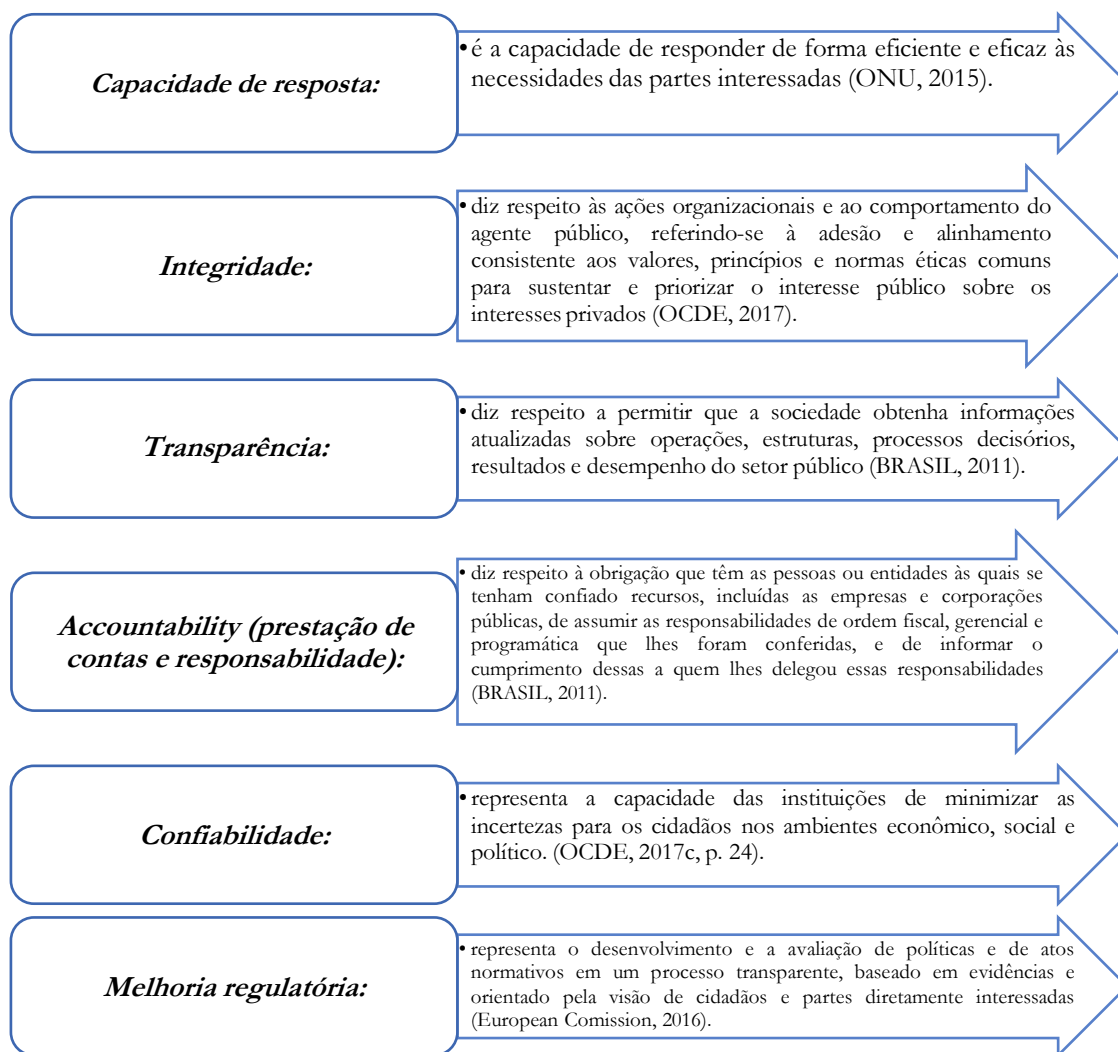 Capacidade de resposta:
• é a capacidade de responder de forma eficiente e eficaz às
necessidades das partes interessadas (ONU, 2015).
Integridade:
• diz respeito às ações organizacionais e ao comportamento do
agente público, referindo-se à adesão e alinhamento
consistente aos valores, princípios e normas éticas comuns
para sustentar e priorizar o interesse público sobre os
interesses privados (OCDE, 2017).
Transparência:
• diz respeito a permitir que a sociedade obtenha informações
atualizadas sobre operações, estruturas, processos decisórios,
resultados e desempenho do setor público (BRASIL, 2011).
Accountability (prestação de
contas e responsabilidade):
• diz respeito à obrigação que têm as pessoas ou entidades às quais se
tenham confiado recursos, incluídas as empresas e corporações
públicas, de assumir as responsabilidades de ordem fiscal, gerencial e
programática que lhes foram conferidas, e de informar o
cumprimento dessas a quem lhes delegou essas responsabilidades
(BRASIL, 2011).
Confiabilidade:
• representa a capacidade das instituições de minimizar as
incertezas para os cidadãos nos ambientes econômico, social e
político. (OCDE, 2017c, p. 24).
Melhoria regulatória:
• representa o desenvolvimento e a avaliação de políticas e de atos
normativos em um processo transparente, baseado em evidências e
orientado pela visão de cidadãos e partes diretamente interessadas
(European Comission, 2016).